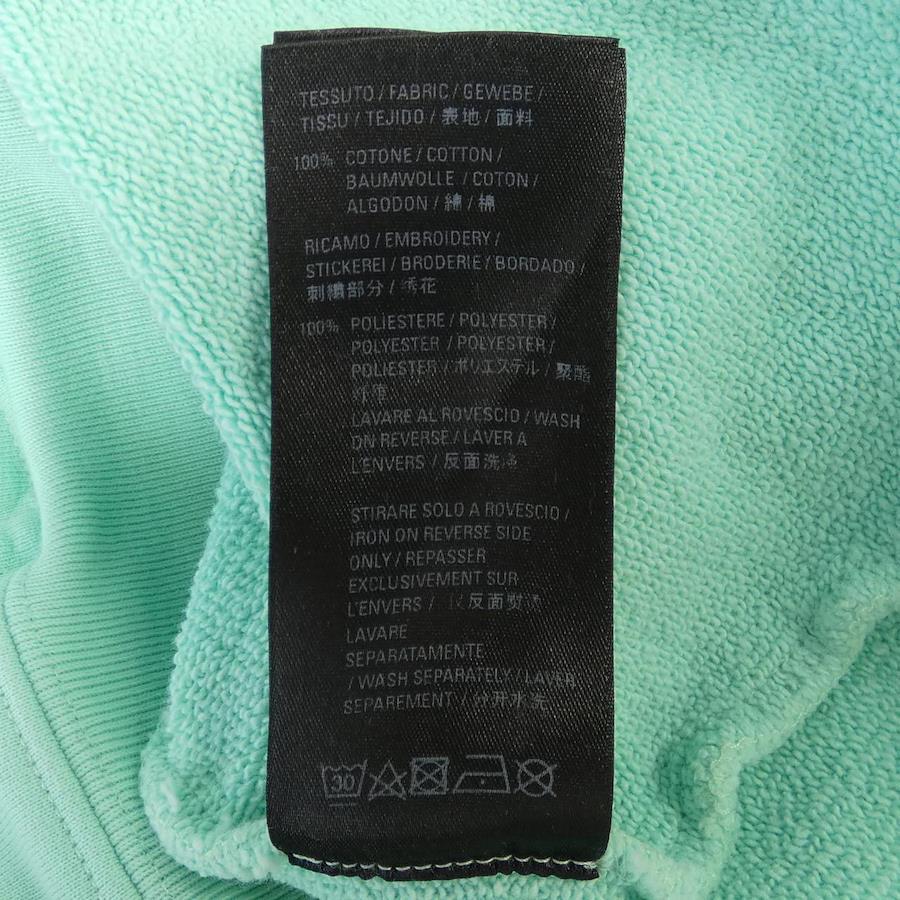 TESSUTO / FABRIC / GEWEBE /
TISSU / TEJIDO / 表地 / 面料
100% COTONE / COTTON /
BAUMWOLLE / COTON /
ALGODON / 綿 / 棉
RICAMO / EMBROIDERY /
STICKEREI / BRODERIE / BORDADO /
刺繍部分 / 绣花
100% POLIESTERE / POLYESTER /
POLYESTER / POLYESTER /
POLIESTER / ポリエステル / 聚酯
纤维
LAVARE AL ROVESCIO / WASH
ON REVERSE / LAVER A
L'ENVERS / 反面洗涤
STIRARE SOLO A ROVESCIO /
IRON ON REVERSE SIDE
ONLY / REPASSER
EXCLUSIVEMENT SUR
L'ENVERS / 仅反面熨烫
LAVARE
SEPARATAMENTE
/ WASH SEPARATELY / LAVER
SEPAREMENT / 分开水洗
30